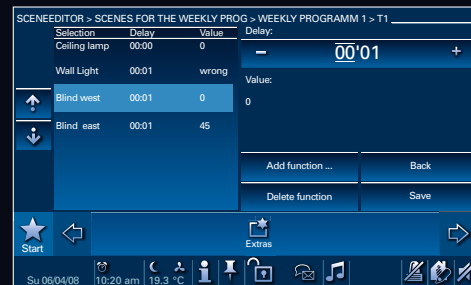 SCENEEDITOR > SCENES FOR THE WEEKLY PROG > WEEKLY PROGRAMM 1 > T1
Selection Delay Value
Ceiling lamp 00:00 0
Wall Light 00:01 wrong
Blind west 00:01 0
Blind east 00:01 45
Delay:
– 00'01 +
Value:
0
Add function ... Back
Delete function Save
Start
Extras
Su 06/04/08 10:20 am 19.3 °C